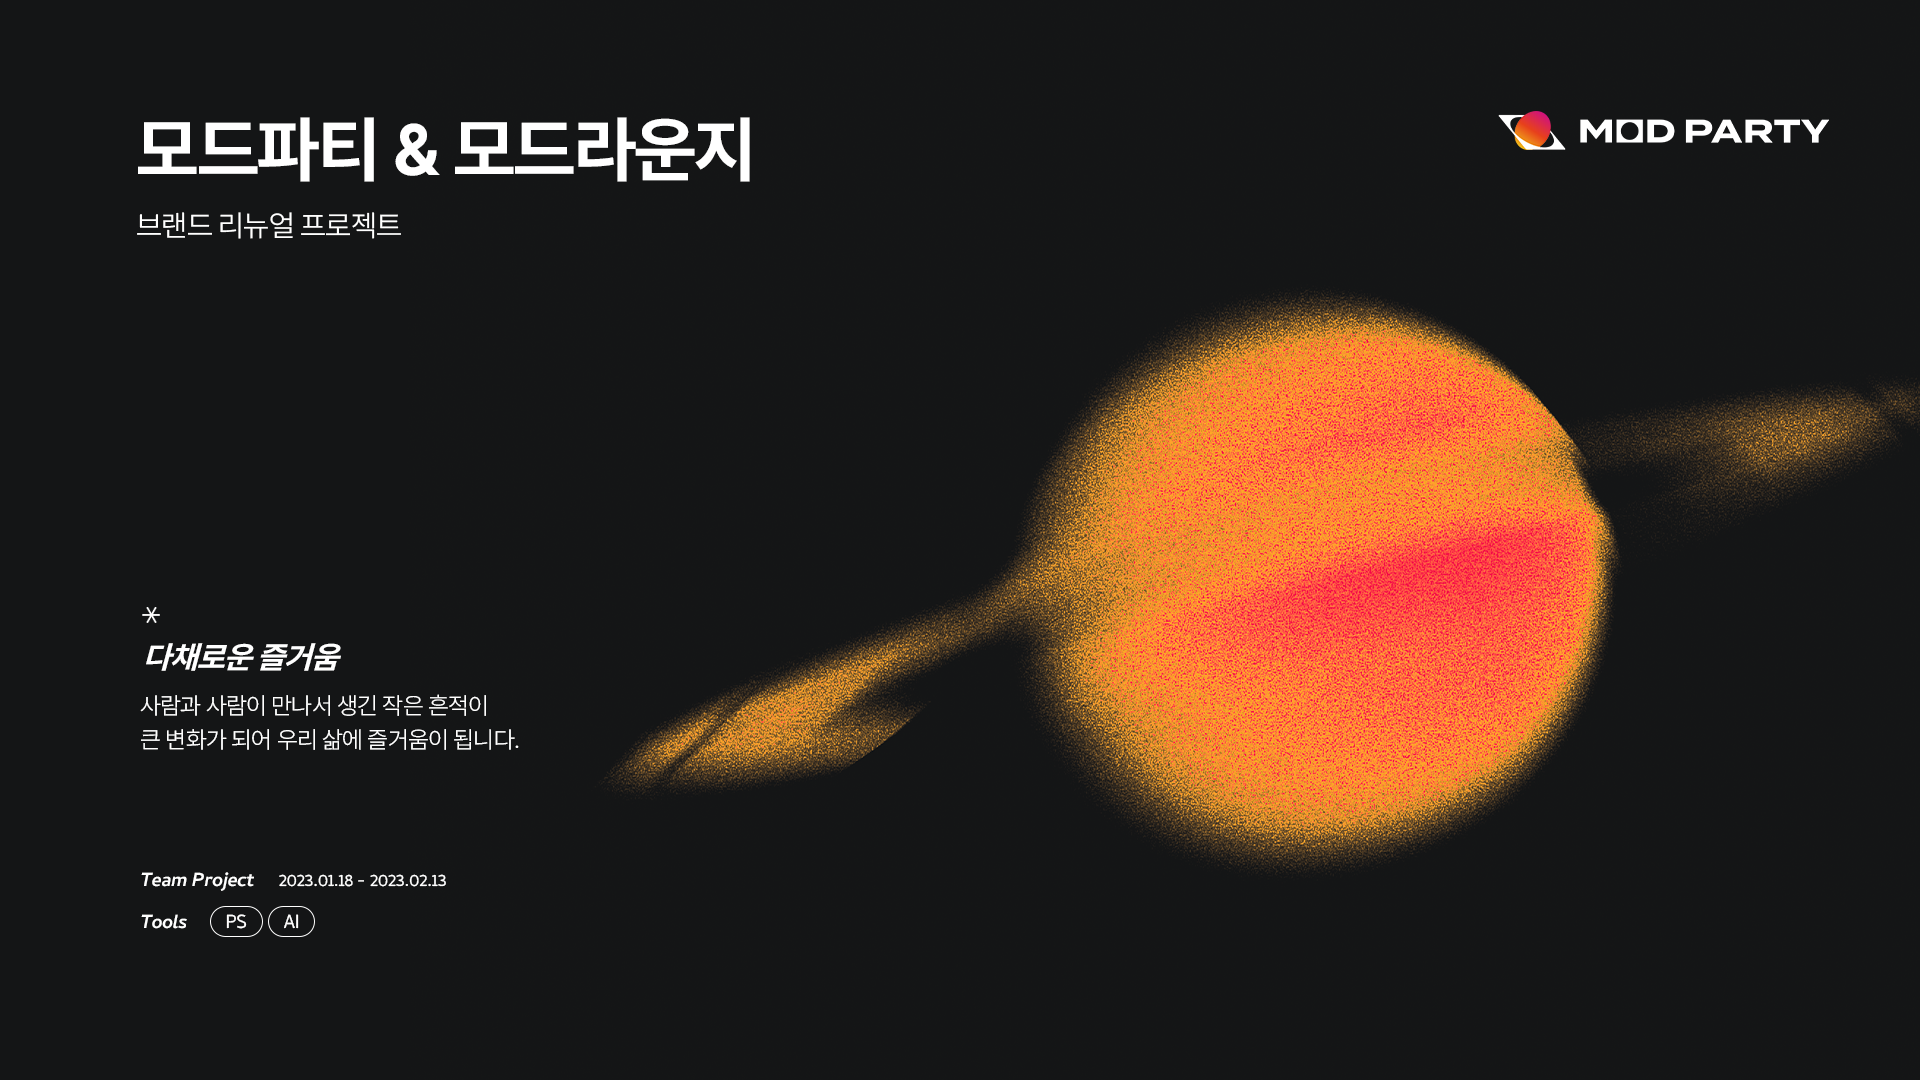 모드파티 & 모드라운지
MOD PARTY
브랜드 리뉴얼 프로젝트
*
다채로운 즐거움
사람과 사람이 만나서 생긴 작은 흔적이
큰 변화가 되어 우리 삶에 즐거움이 됩니다.
Team Project 2023.01.18 - 2023.02.13
Tools PS AI